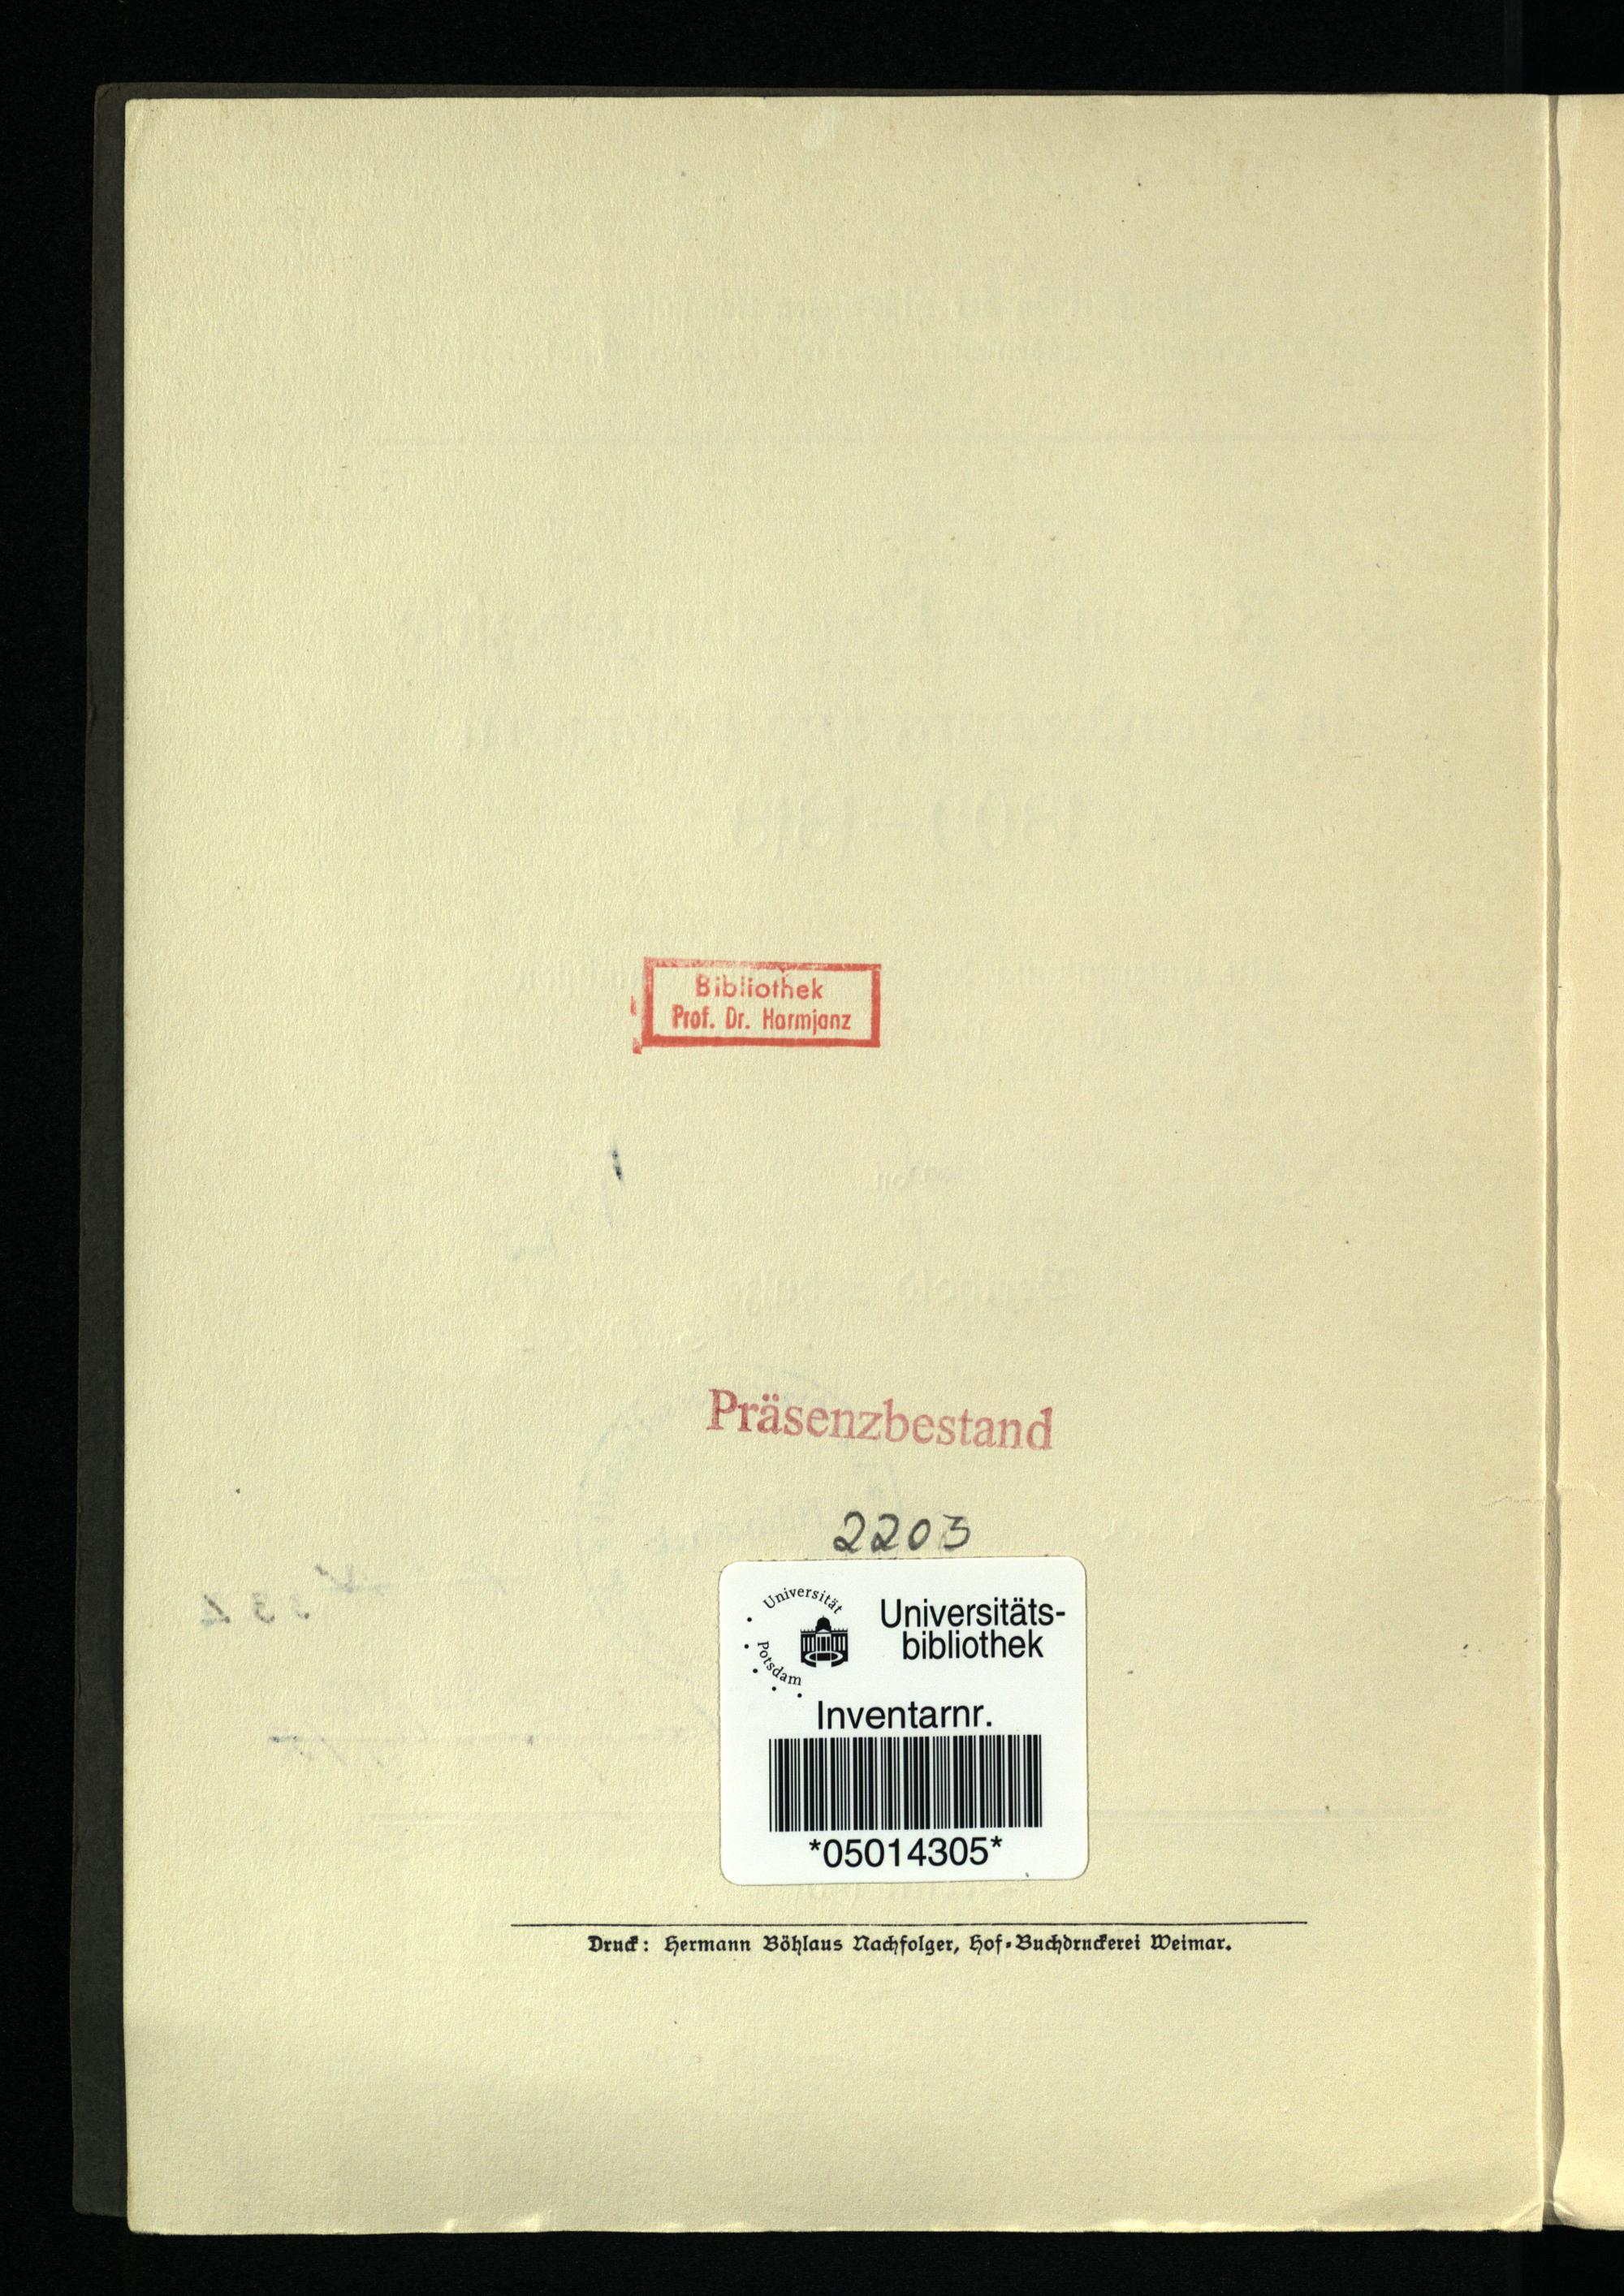 Bibliothek
Prof. Dr. Harmjanz
Präsenzbestand
2203
Universität
Potsdam
Universitäts-
bibliothek
Inventarnr.
*05014305*
Druck: Hermann Böhlaus Nachfolger, Hof-Buchdruckerei Weimar.